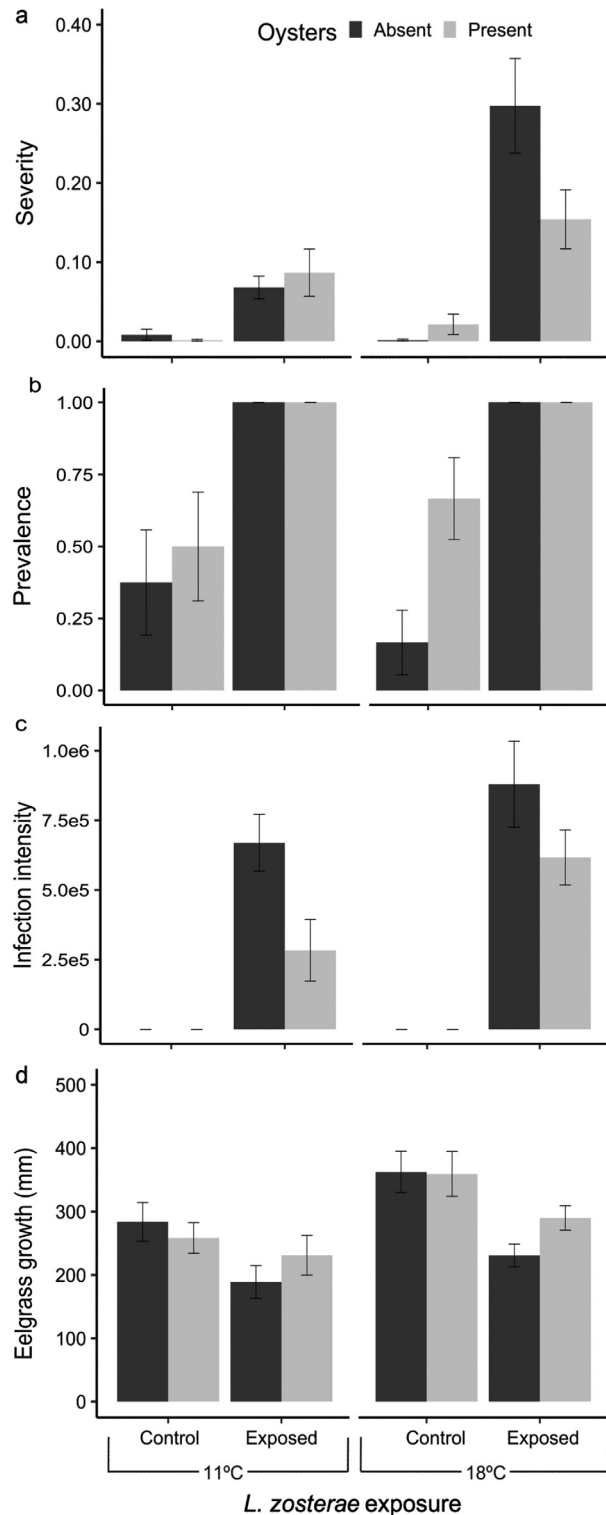 a
Oysters Absent Present
0.40
0.30
0.20
0.10
0.00
Severity
b
1.00
0.75
0.50
0.25
0.00
Prevalence
c
1.0e6
7.5e5
5.0e5
2.5e5
0
Infection intensity
d
500
400
300
200
100
0
Eelgrass growth (mm)
Control Exposed Control Exposed
11ºC 18ºC
L. zosterae exposure